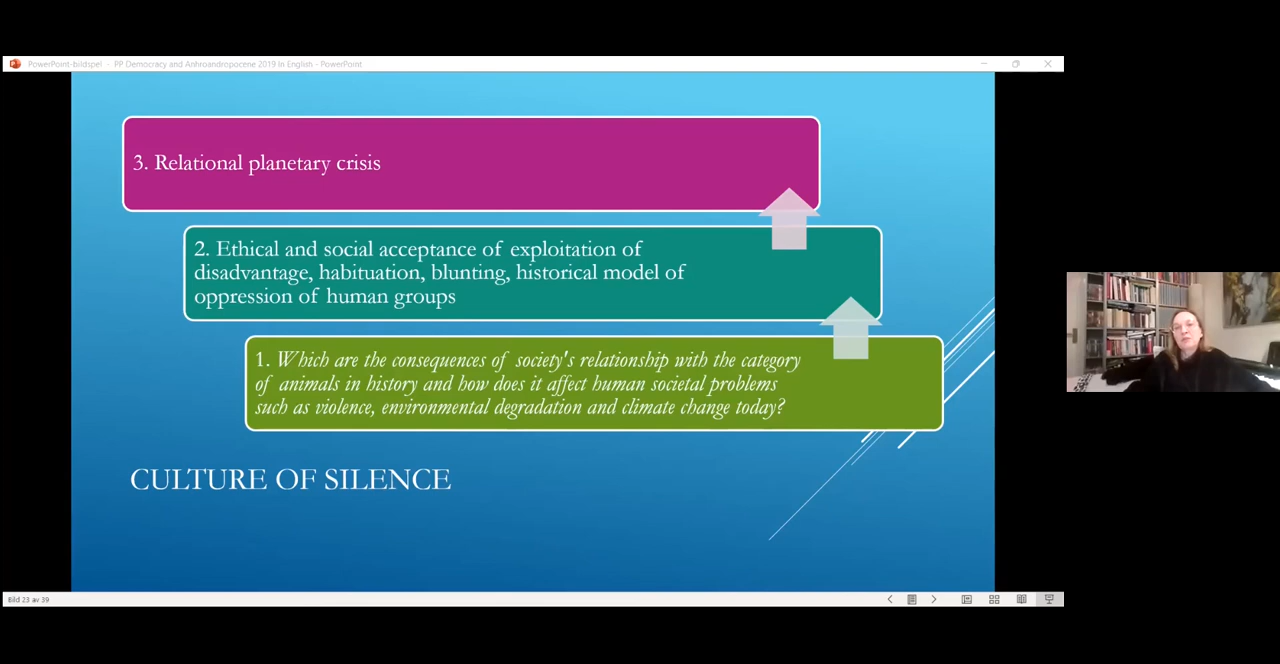 PowerPoint-bildspel - PP Democracy and Anhroandropocene 2019 In English - PowerPoint
3. Relational planetary crisis
2. Ethical and social acceptance of exploitation of
disadvantage, habituation, blunting, historical model of
oppression of human groups
1. Which are the consequences of society's relationship with the category
of animals in history and how does it affect human societal problems
such as violence, environmental degradation and climate change today?
CULTURE OF SILENCE
Bild 23 av 39